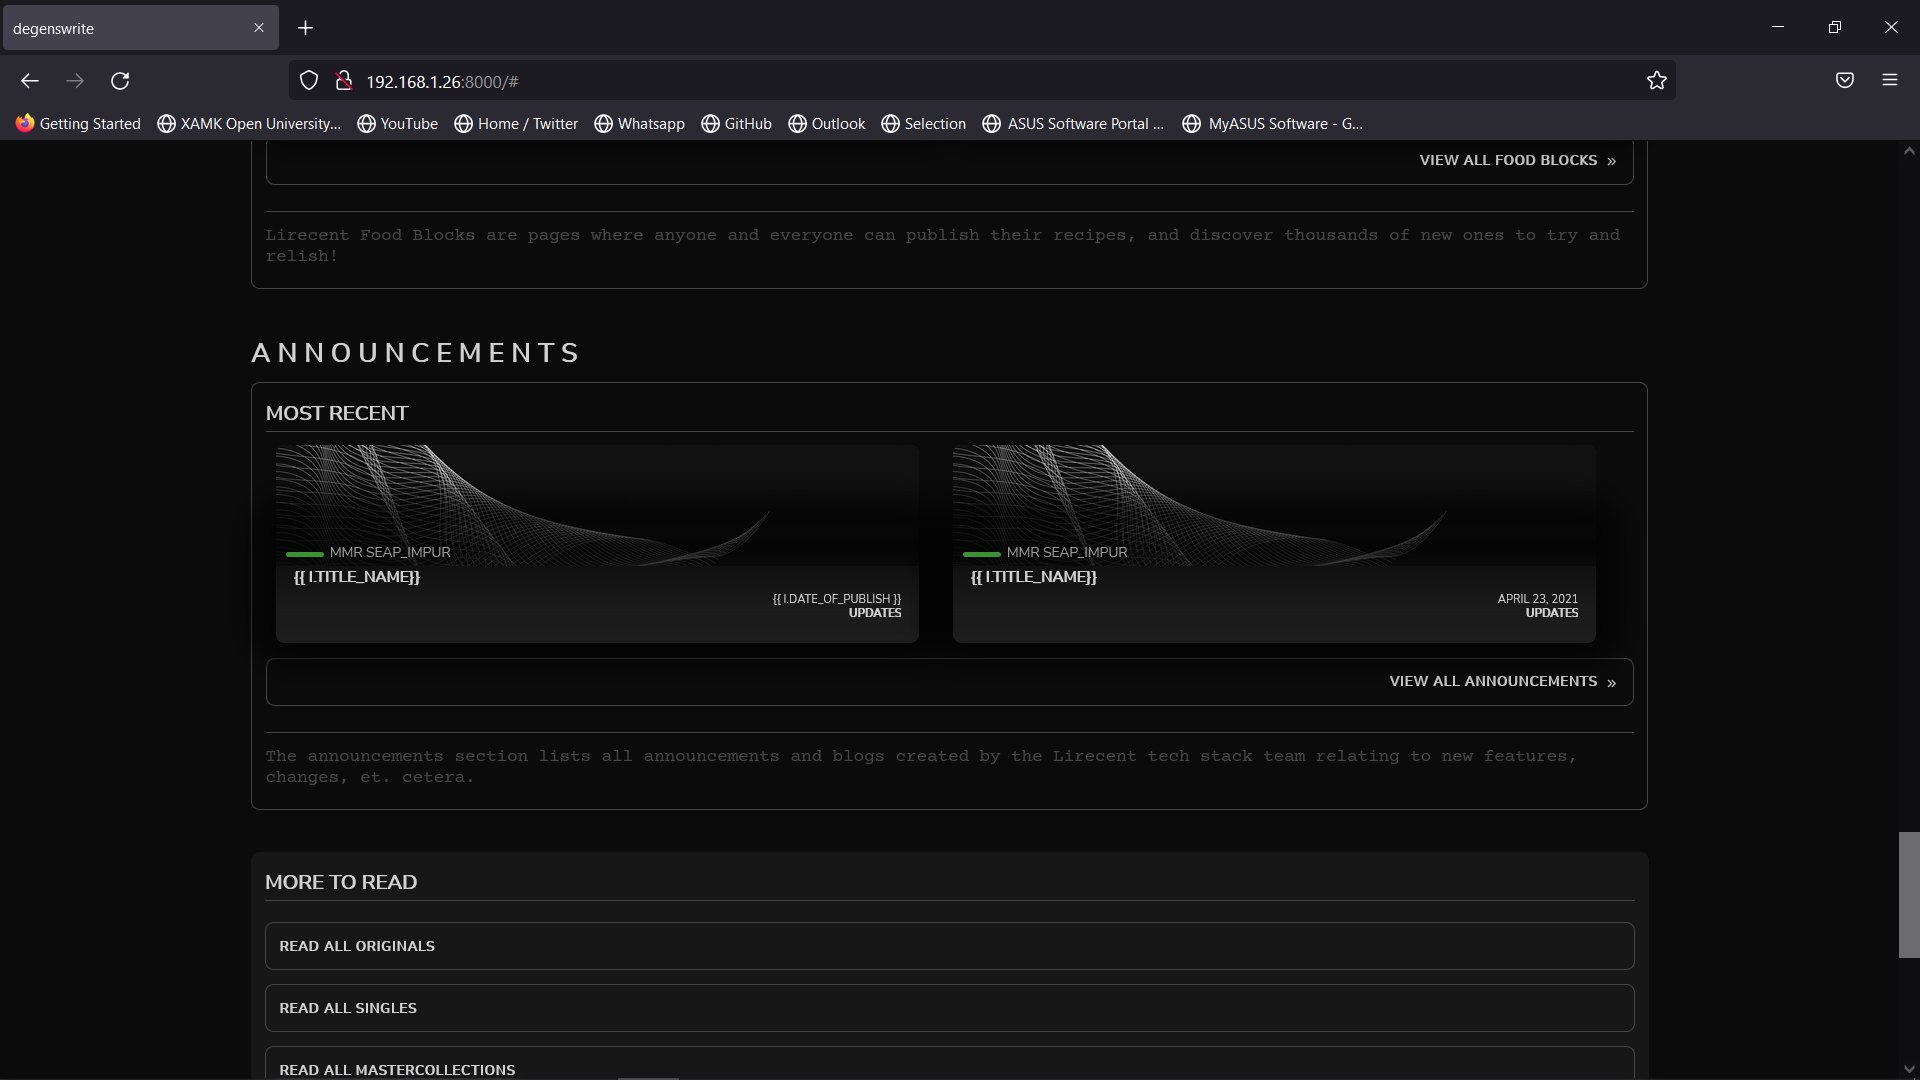 degenswrite
192.168.1.26:8000/#
Getting Started XAMK Open University... YouTube Home / Twitter Whatsapp GitHub Outlook Selection ASUS Software Portal ... MyASUS Software - G...
VIEW ALL FOOD BLOCKS »
Lirecent Food Blocks are pages where anyone and everyone can publish their recipes, and discover thousands of new ones to try and
relish!
ANNOUNCEMENTS
MOST RECENT
MMR SEAP_IMPUR
{{ I.TITLE_NAME}}
{{ I.DATE_OF_PUBLISH }}
UPDATES
MMR SEAP_IMPUR
{{ I.TITLE_NAME}}
APRIL 23, 2021
UPDATES
VIEW ALL ANNOUNCEMENTS »
The announcements section lists all announcements and blogs created by the Lirecent tech stack team relating to new features,
changes, et. cetera.
MORE TO READ
READ ALL ORIGINALS
READ ALL SINGLES
READ ALL MASTERCOLLECTIONS